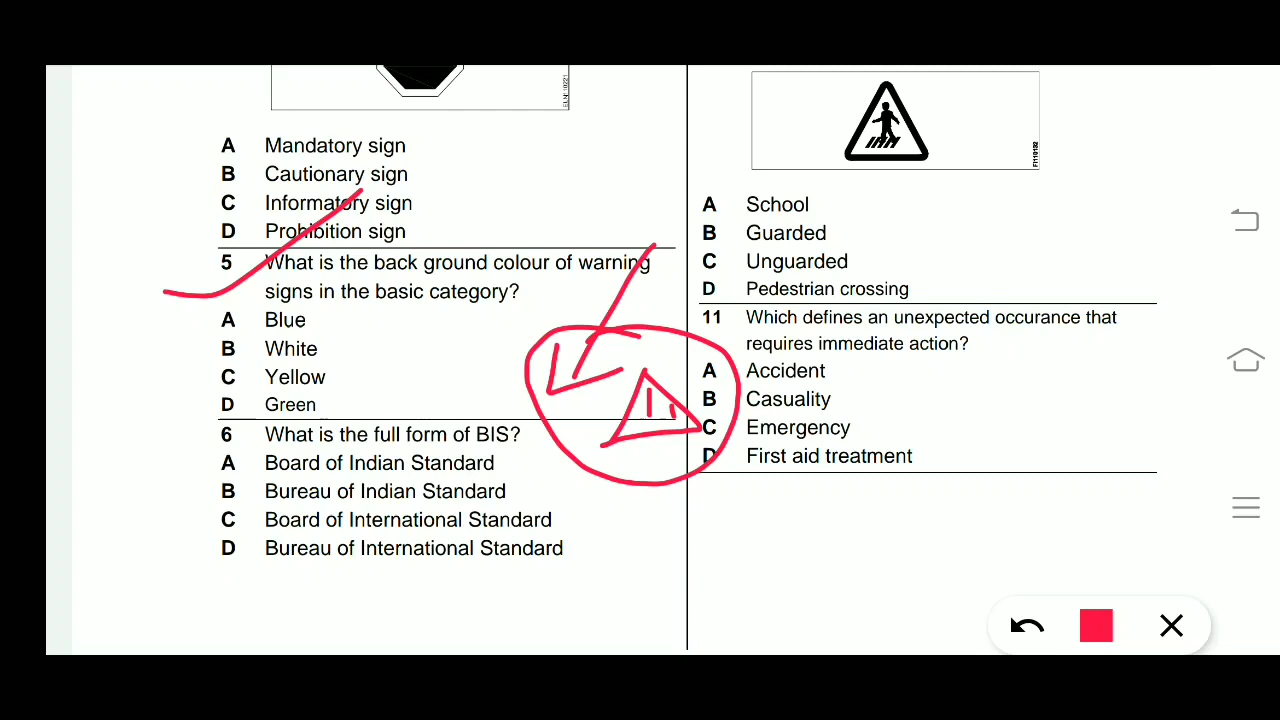 ELN110221
A Mandatory sign
B Cautionary sign
C Informatory sign
D Prohibition sign
5 What is the back ground colour of warning
signs in the basic category?
A Blue
B White
C Yellow
D Green
6 What is the full form of BIS?
A Board of Indian Standard
B Bureau of Indian Standard
C Board of International Standard
D Bureau of International Standard
FI110132
A School
B Guarded
C Unguarded
D Pedestrian crossing
11 Which defines an unexpected occurance that
requires immediate action?
A Accident
B Casuality
C Emergency
D First aid treatment